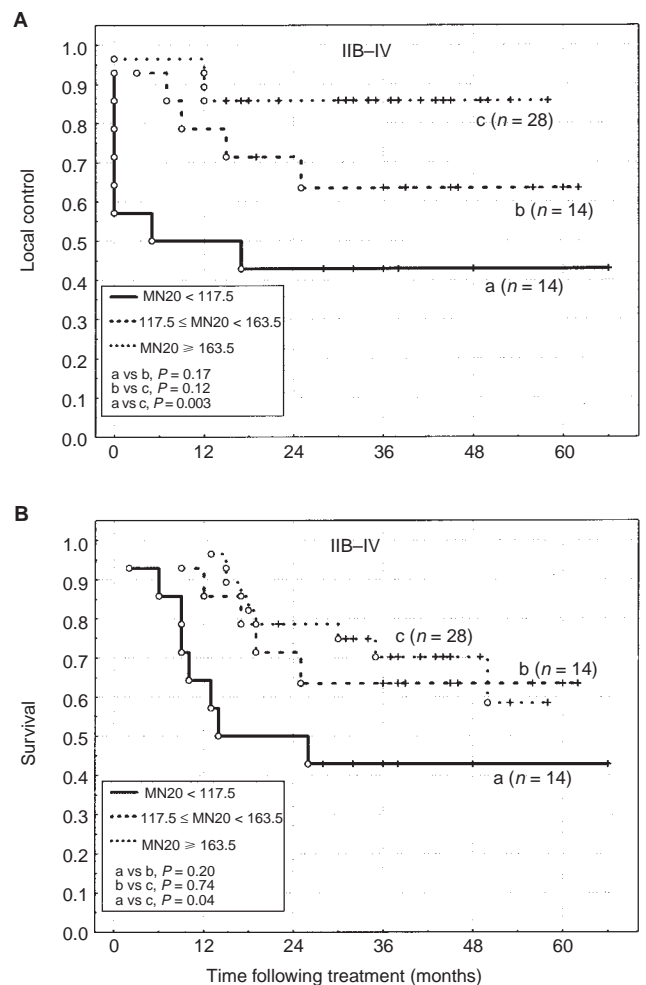 A
IIB–IV
1.0
0.9
0.8
0.7
0.6
0.5
0.4
0.3
0.2
0.1
0.0
Local control
c (n = 28)
b (n = 14)
a (n = 14)
MN20 < 117.5
117.5 ≤ MN20 < 163.5
MN20 ⩾ 163.5
a vs b, P = 0.17
b vs c, P = 0.12
a vs c, P = 0.003
0 12 24 36 48 60
B
IIB–IV
1.0
0.9
0.8
0.7
0.6
0.5
0.4
0.3
0.2
0.1
0.0
Survival
c (n = 28)
b (n = 14)
a (n = 14)
MN20 < 117.5
117.5 ≤ MN20 < 163.5
MN20 ⩾ 163.5
a vs b, P = 0.20
b vs c, P = 0.74
a vs c, P = 0.04
0 12 24 36 48 60
Time following treatment (months)